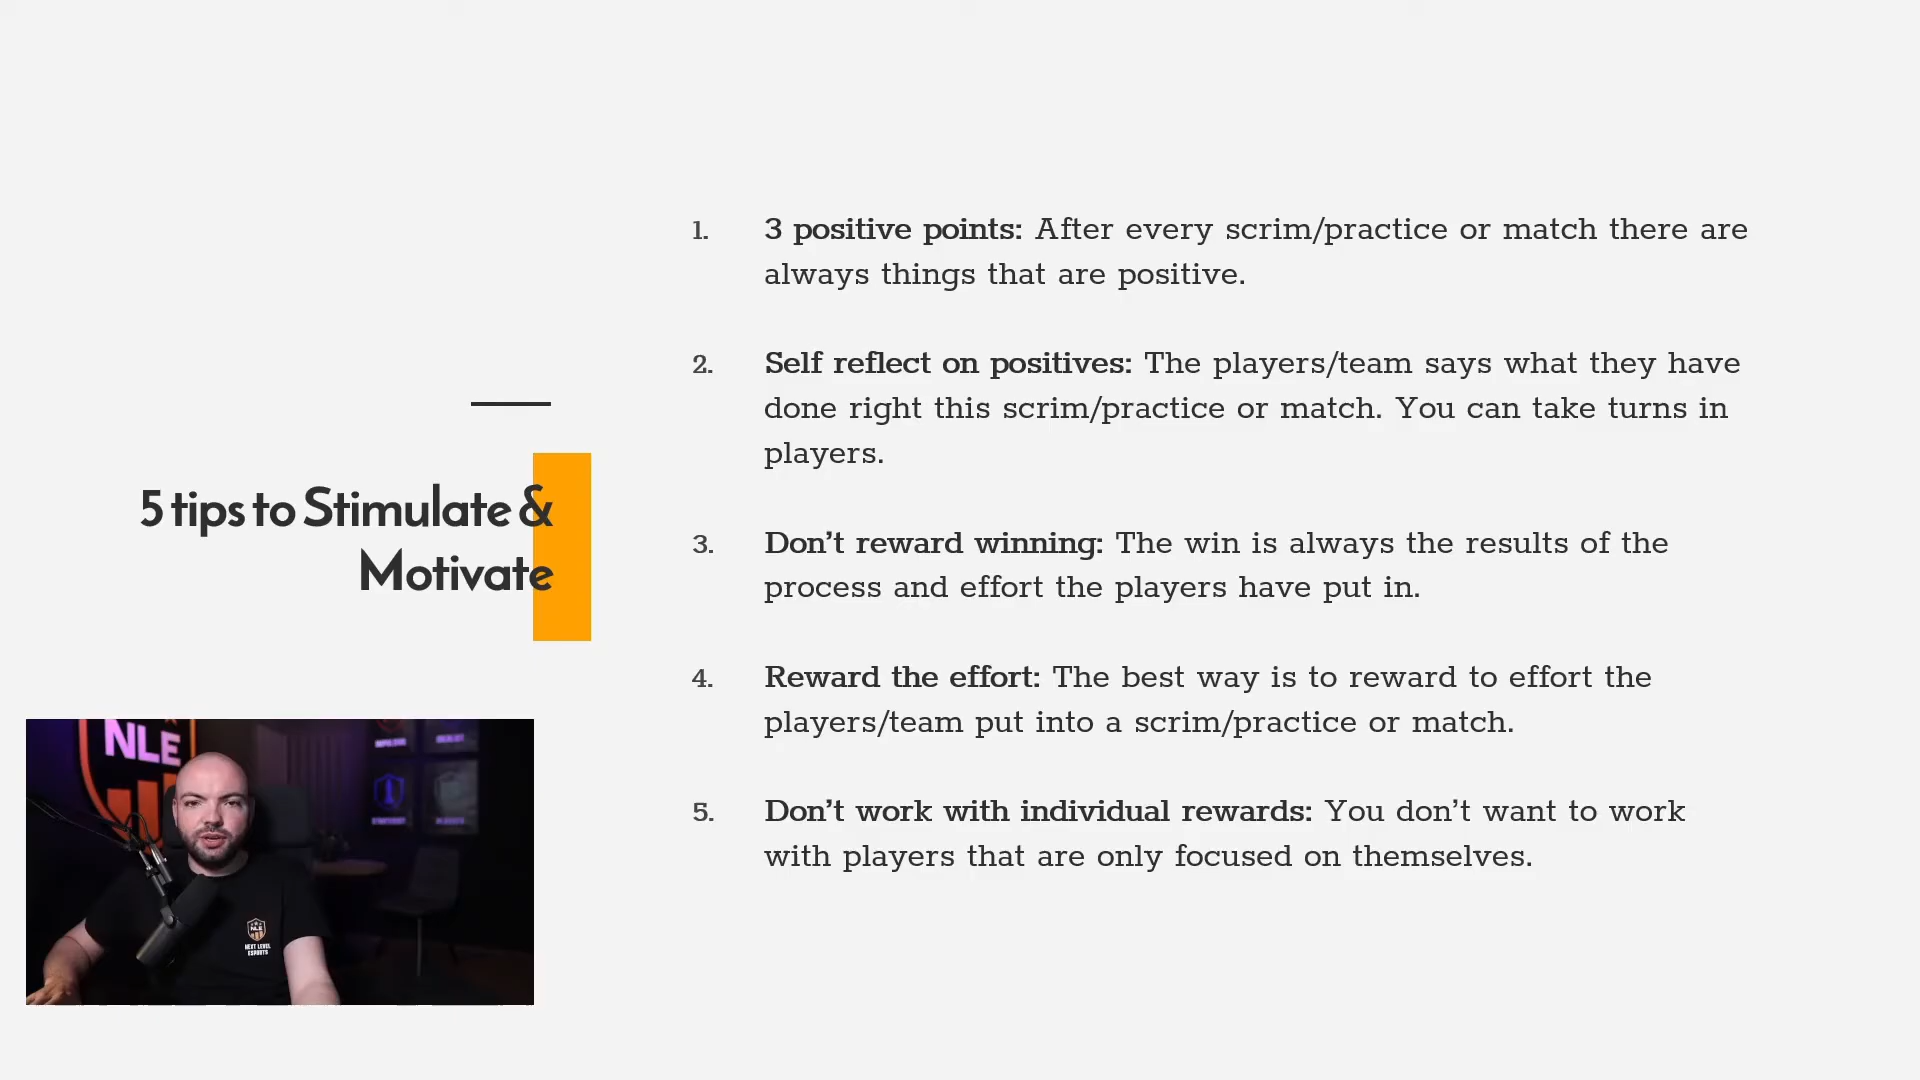 5 tips to Stimulate &
Motivate
1. 3 positive points: After every scrim/practice or match there are
always things that are positive.
2. Self reflect on positives: The players/team says what they have
done right this scrim/practice or match. You can take turns in
players.
3. Don’t reward winning: The win is always the results of the
process and effort the players have put in.
4. Reward the effort: The best way is to reward to effort the
players/team put into a scrim/practice or match.
5. Don’t work with individual rewards: You don’t want to work
with players that are only focused on themselves.
NLE
NLE
NEXT LEVEL
ESPORTS